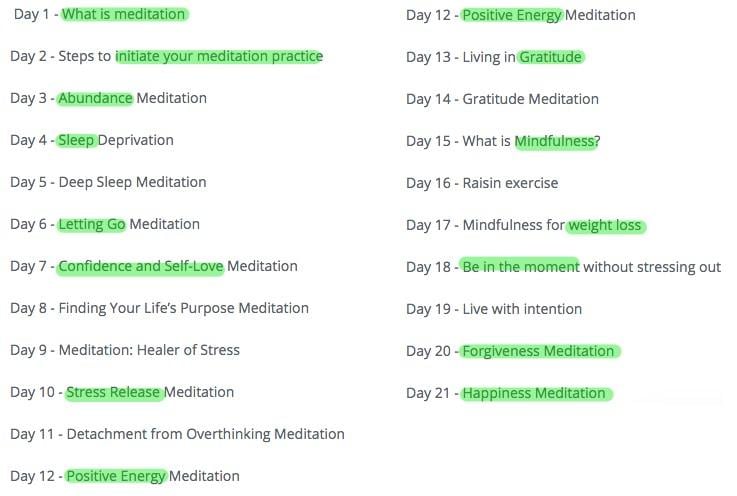 Day 1 - What is meditation
Day 2 - Steps to initiate your meditation practice
Day 3 - Abundance Meditation
Day 4 - Sleep Deprivation
Day 5 - Deep Sleep Meditation
Day 6 - Letting Go Meditation
Day 7 - Confidence and Self-Love Meditation
Day 8 - Finding Your Life’s Purpose Meditation
Day 9 - Meditation: Healer of Stress
Day 10 - Stress Release Meditation
Day 11 - Detachment from Overthinking Meditation
Day 12 - Positive Energy Meditation
Day 12 - Positive Energy Meditation
Day 13 - Living in Gratitude
Day 14 - Gratitude Meditation
Day 15 - What is Mindfulness?
Day 16 - Raisin exercise
Day 17 - Mindfulness for weight loss
Day 18 - Be in the moment without stressing out
Day 19 - Live with intention
Day 20 - Forgiveness Meditation
Day 21 - Happiness Meditation